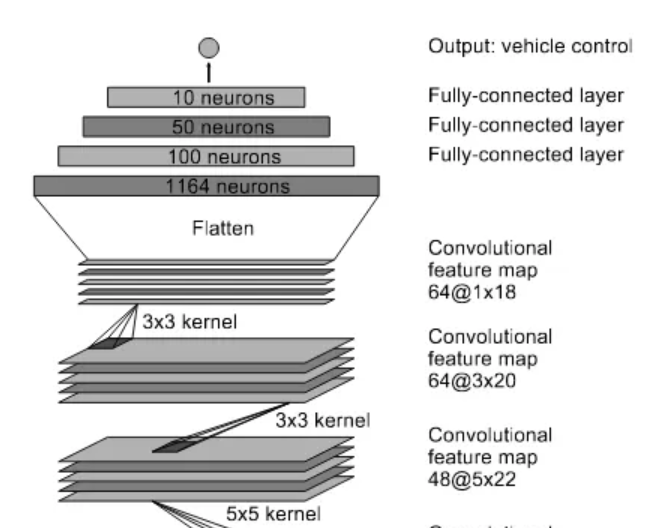 Output: vehicle control
10 neurons
Fully-connected layer
50 neurons
Fully-connected layer
100 neurons
Fully-connected layer
1164 neurons
Flatten
Convolutional
feature map
64@1x18
3x3 kernel
Convolutional
feature map
64@3x20
3x3 kernel
Convolutional
feature map
48@5x22
5x5 kernel